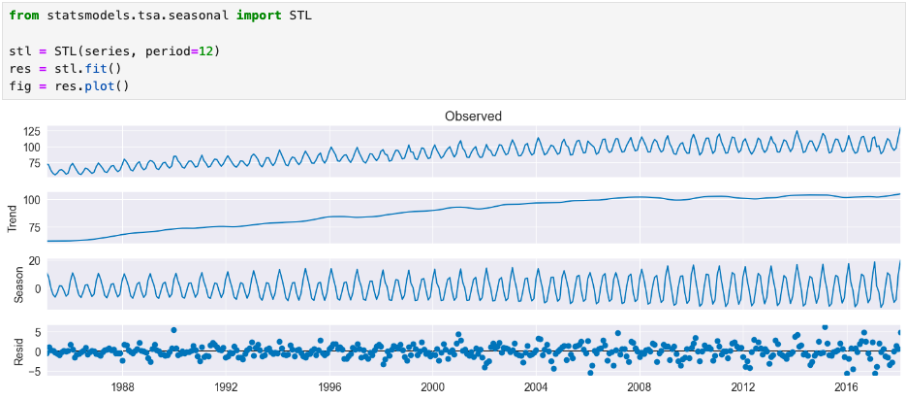 from statsmodels.tsa.seasonal import STL
stl = STL(series, period=12)
res = stl.fit()
fig = res.plot()
Observed
125
100
75
Trend
100
75
Season
20
0
Resid
5
0
−5
1988 1992 1996 2000 2004 2008 2012 2016